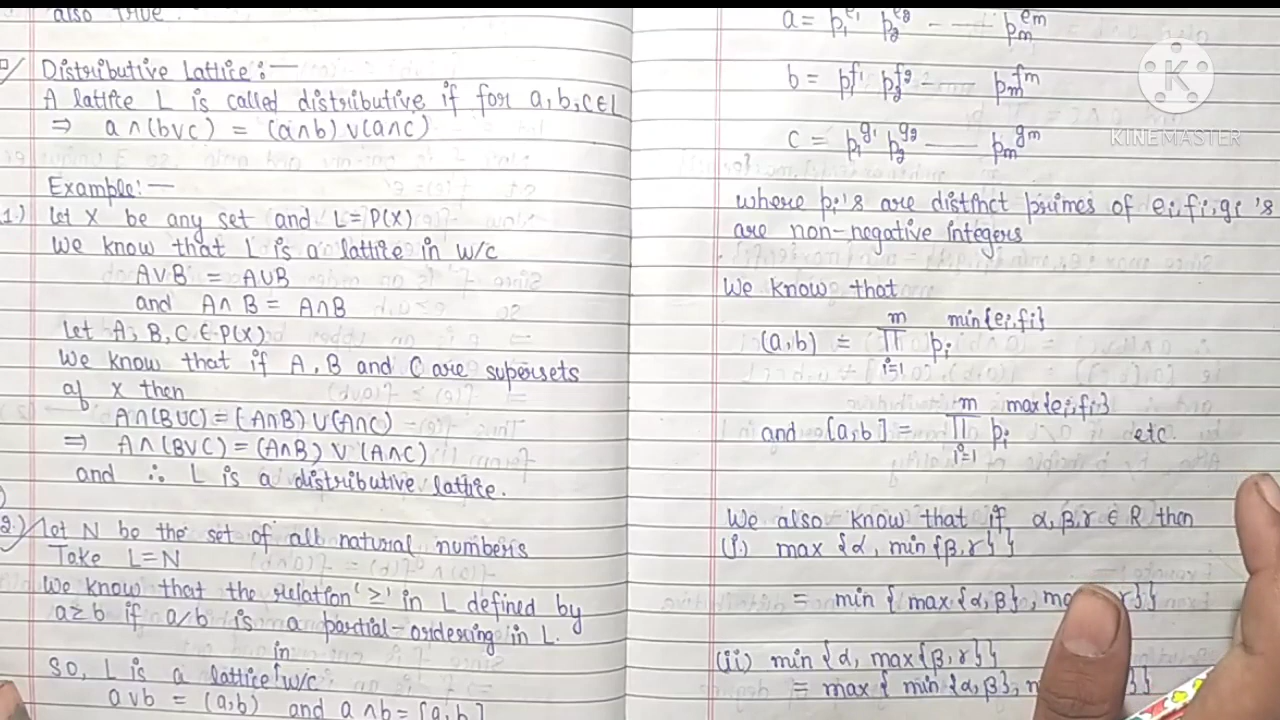 also true.
Distributive Lattice:—
A lattice L is called distributive if for a, b, c ∈ L
⇒ a∧(b∨c) = (a∧b)∨(a∧c)
Example:—
1.) let X be any set and L=P(X)
We know that L is a lattice in w/c
A∨B = A∪B
and A∧B = A∩B
Let A, B, C ∈ P(X)
We know that if A, B and C are supersets
of X then
A∩(B∪C) = (A∩B)∪(A∩C)
⇒ A∧(B∨C) = (A∧B)∨(A∧C)
and ∴ L is a distributive lattice.
2.) Let N be the set of all natural numbers
Take L=N
We know that the relation '≥' in L defined by
a≥b if a/b is a partial-ordering in L.
So, L is a lattice in w/c
a∨b = (a,b) and a∧b = [a,b]
a = p₁^e₁ p₂^e₂ — — pₘ^eₘ
b = p₁^f₁ p₂^f₂ — — pₘ^fₘ
c = p₁^g₁ p₂^g₂ — pₘ^gₘ
KINEMASTER
where pᵢ's are distinct primes of eᵢ, fᵢ, gᵢ's
are non-negative integers
We know that
(a,b) = ∏_{i=1}^{m} pᵢ^min{eᵢ,fᵢ}
and [a,b] = ∏_{i=1}^{m} pᵢ^max{eᵢ,fᵢ} etc.
We also know that if α, β, r ∈ R then
(i.) max {α, min{β, r}}
= min { max {α, β}, r}}
(ii) min {α, max{β, r}}
= max { min {α, β}, }}